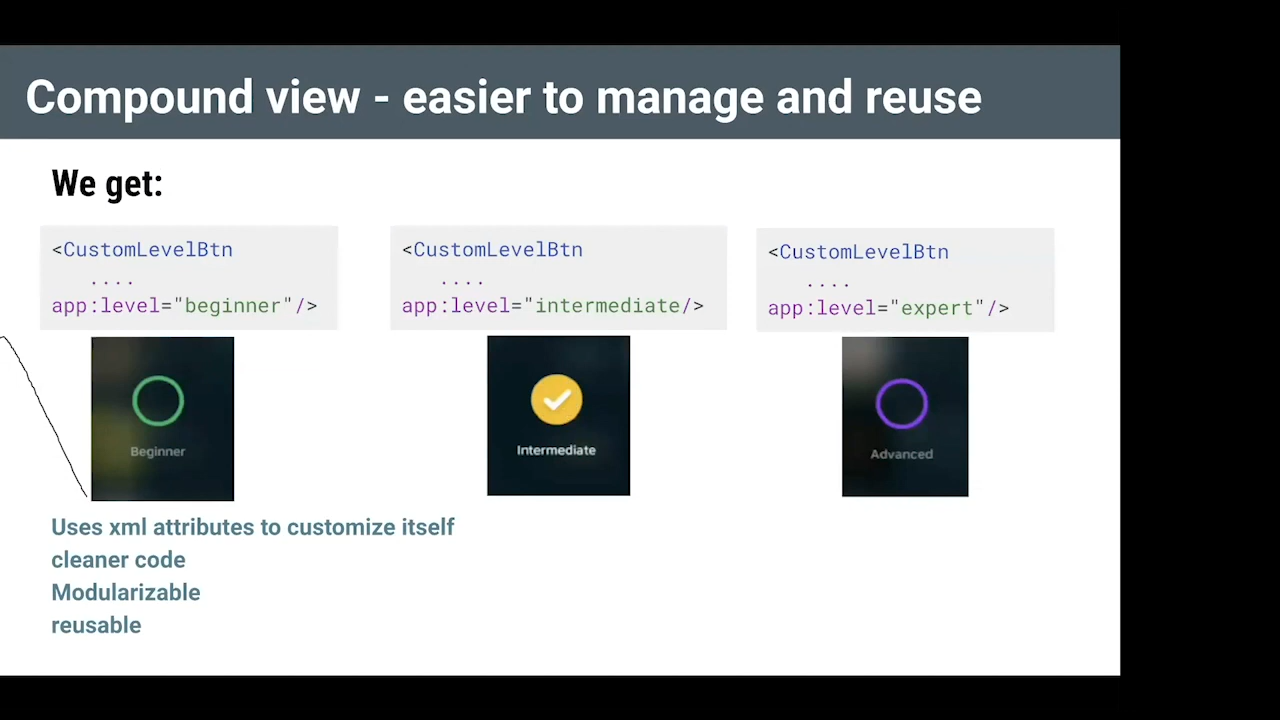 Compound view - easier to manage and reuse
We get:
<CustomLevelBtn
....
app:level="beginner"/>
<CustomLevelBtn
....
app:level="intermediate/>
<CustomLevelBtn
....
app:level="expert"/>
Beginner
Intermediate
Advanced
Uses xml attributes to customize itself
cleaner code
Modularizable
reusable